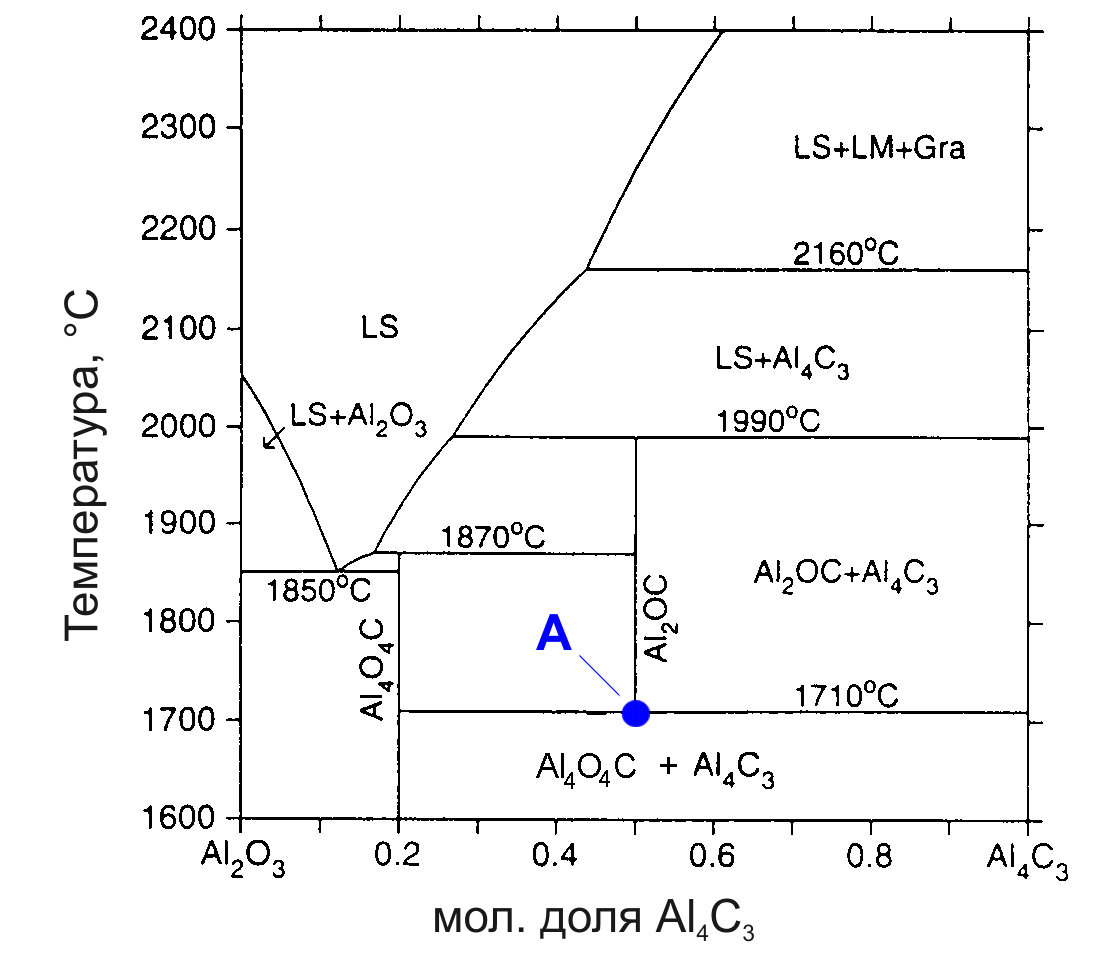 2400
2300
LS+LM+Gra
2200
2160°C
2100
LS
LS+Al4C3
LS+Al2O3
2000
1990°C
1900
1870°C
Al2OC+Al4C3
1850°C
1800
A
Al4O4C
Al2OC
1710°C
1700
Al4O4C + Al4C3
1600
Al2O3 0.2 0.4 0.6 0.8 Al4C3
мол. доля Al4C3
Температура, °C